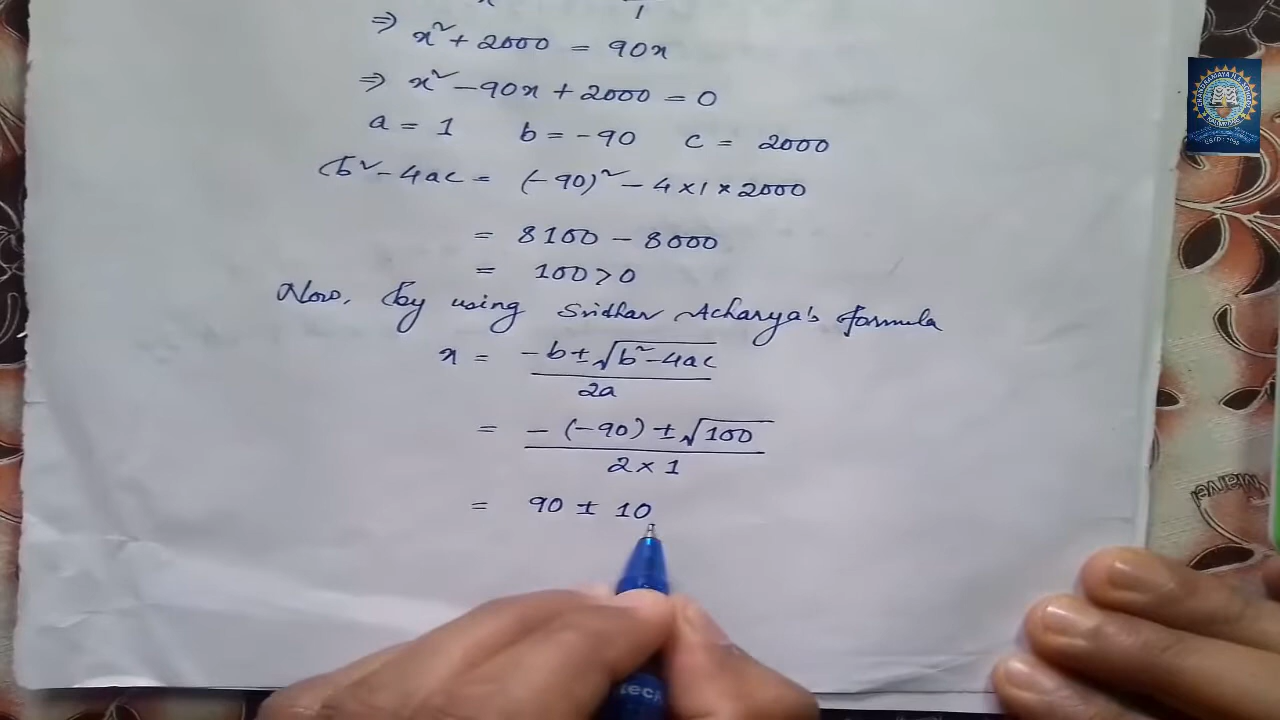 ⇒ x² + 2000 = 90x
⇒ x² - 90x + 2000 = 0
a = 1 b = -90 c = 2000
b² - 4ac = (-90)² - 4 × 1 × 2000
= 8100 - 8000
= 100 > 0
Now, by using Sridhar Acharya's formula
x = -b ± √b² - 4ac
2a
= -(-90) ± √100
2 × 1
= 90 ± 10